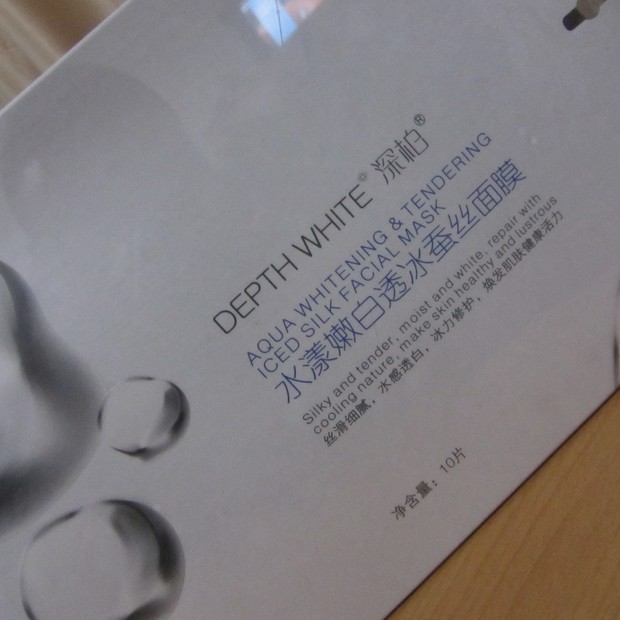 DEPTH WHITE® 深柏®
AQUA WHITENING & TENDERING
ICED SILK FACIAL MASK
水漾嫩白透冰蚕丝面膜
Silky and tender, moist and white, repair with
cooling nature, make skin healthy and lustrous
丝滑细腻，水感透白，冰力修护，焕发肌肤健康活力
净含量：10片